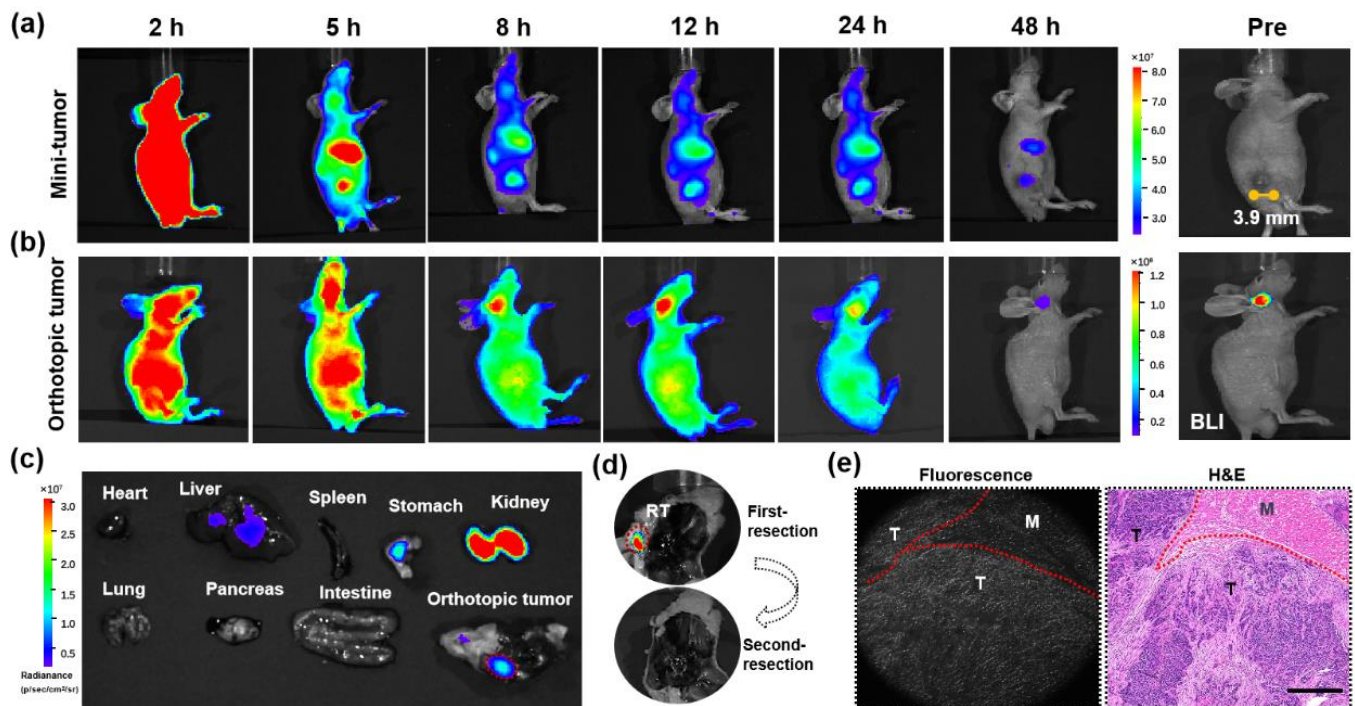 (a)
2 h 5 h 8 h 12 h 24 h 48 h Pre
Mini-tumor
×10⁷
8.0
7.0
6.0
5.0
4.0
3.0
3.9 mm
(b)
Orthotopic tumor
×10⁸
1.2
1.0
0.8
0.6
0.4
0.2
BLI
(c)
×10⁷
3.0
2.5
2.0
1.5
1.0
0.5
Radianance
(p/sec/cm²/sr)
Heart Liver Spleen Stomach Kidney
Lung Pancreas Intestine Orthotopic tumor
(d)
RT
First-
resection
Second-
resection
(e)
Fluorescence H&E
T M T
T M T